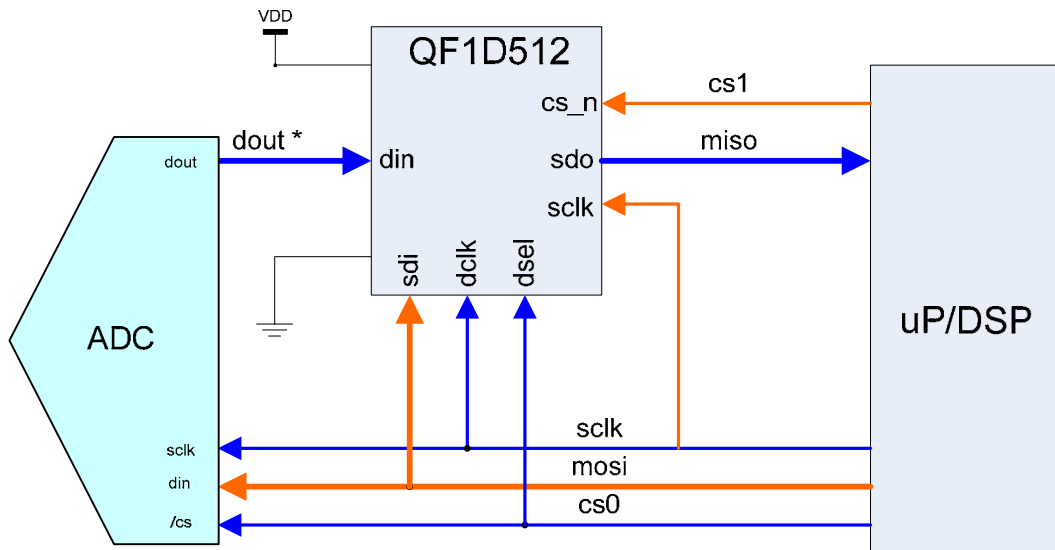 VDD
QF1D512
cs_n
cs1
dout *
dout
din
sdo
miso
sclk
sdi
dclk
dsel
ADC
uP/DSP
sclk
sclk
mosi
din
cs0
/cs